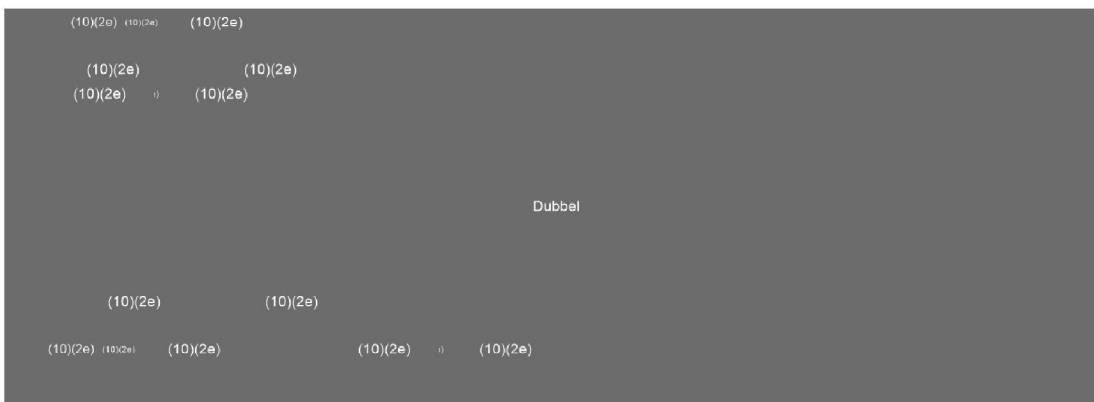 (10)(2e) (10)(2e) (10)(2e)
(10)(2e) (10)(2e)
(10)(2e) (10)(2e)
Dubbel
(10)(2e) (10)(2e)
(10)(2e) (10)(2e) (10)(2e) (10)(2e) (10)(2e)